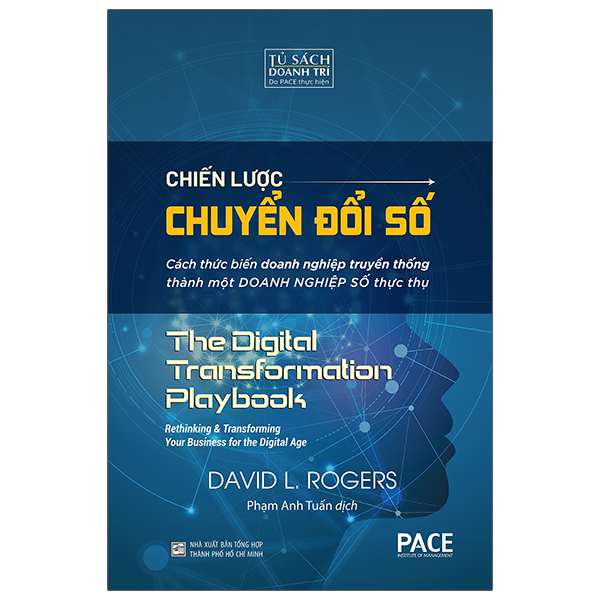 TỦ SÁCH
DOANH TRÍ
Do PACE thực hiện
CHIẾN LƯỢC
CHUYỂN ĐỔI SỐ
Cách thức biến doanh nghiệp truyền thống
thành một DOANH NGHIỆP SỐ thực thụ
The Digital
Transformation
Playbook
Rethinking & Transforming
Your Business for the Digital Age
DAVID L. ROGERS
Phạm Anh Tuấn dịch
NHÀ XUẤT BẢN TỔNG HỢP
THÀNH PHỐ HỒ CHÍ MINH
PACE
INSTITUTE OF MANAGEMENT